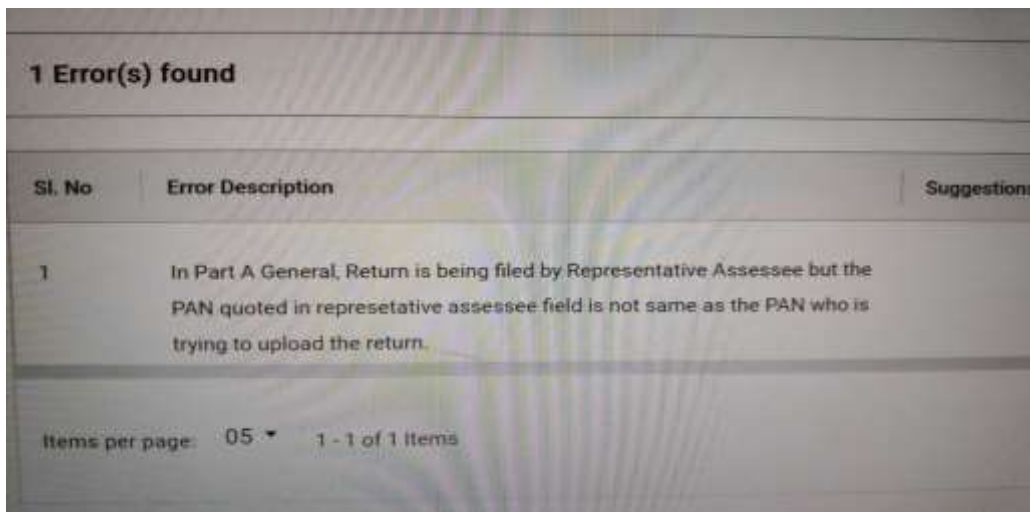 1 Error(s) found
Sl. No Error Description Suggestions
1 In Part A General, Return is being filed by Representative Assessee but the
PAN quoted in represetative assessee field is not same as the PAN who is
trying to upload the return.
Items per page: 05 1 - 1 of 1 Items